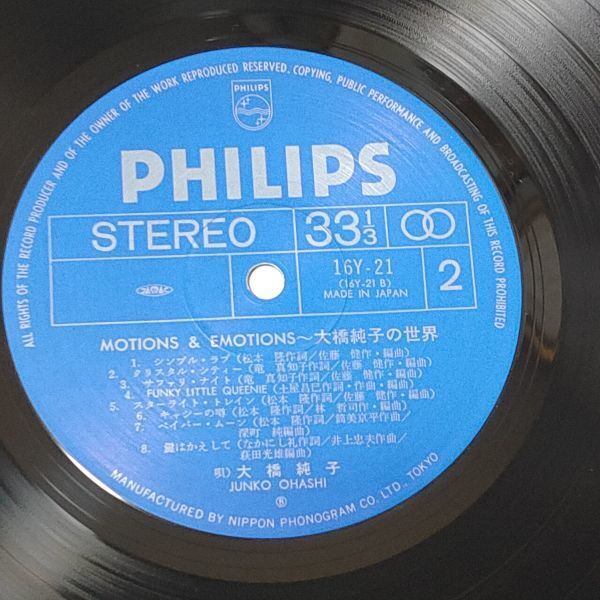 ALL RIGHTS OF THE RECORD PRODUCER AND OF THE OWNER OF THE WORK REPRODUCED RESERVED. COPYING, PUBLIC PERFORMANCE AND BROADCASTING OF THIS RECORD PROHIBITED
PHILIPS
PHILIPS
STEREO 33 1/3
16Y-21
(16Y-21 B)
MADE IN JAPAN
2
MOTIONS & EMOTIONS〜大橋純子の世界
1. シンプル・ラブ(松本 隆作詞/佐藤 健作・編曲)
2. クリスタル・シティー(竜 真知子作詞/佐藤 健作・編曲)
3. サファリ・ナイト(竜 真知子作詞/佐藤 健作・編曲)
4. FUNKY LITTLE QUEENIE (土屋昌巳作詞・作曲・編曲)
5. スターライト・トレイン(松本 隆作詞/佐藤 健作・編曲)
6. キャシーの噂(松本 隆作詞/林 哲司作・編曲)
7. ペイパー・ムーン(松本 隆作詞/筒美京平作曲/
深町 純編曲)
8. 鍵はかえして(なかにし礼作詞/井上忠夫作曲/
萩田光雄編曲)
唄) 大橋純子
JUNKO OHASHI
Ⓡ
MANUFACTURED BY NIPPON PHONOGRAM CO. LTD., TOKYO